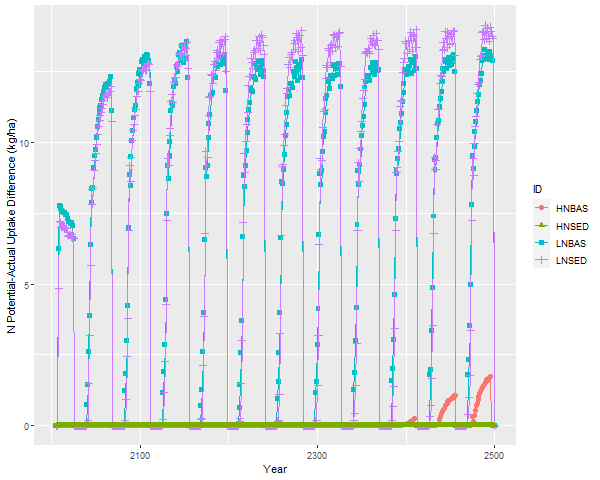 N Potential-Actual Uptake Difference (kg/ha)
10
5
0
2100
2300
2500
Year
ID
HNBAS
HNSED
LNBAS
LNSED